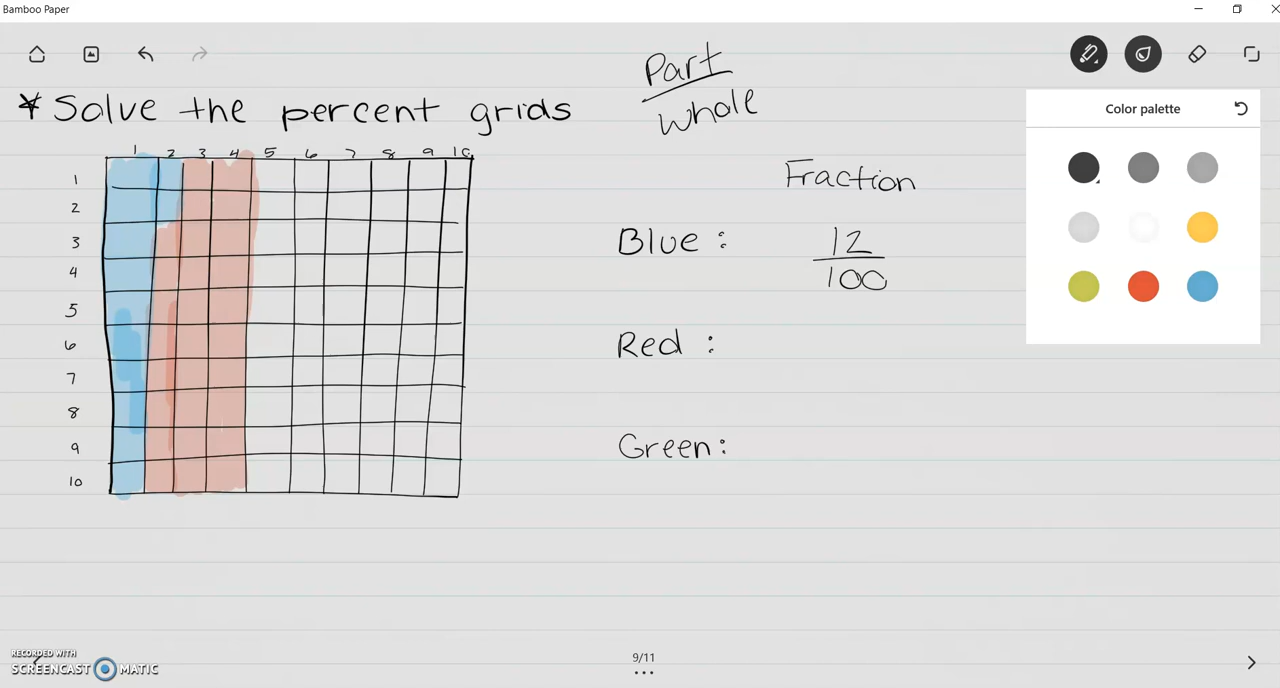 Bamboo Paper
Part
whole
* Solve the percent grids
1 2 3 4 5 6 7 8 9 10
1
2
3
4
5
6
7
8
9
10
Fraction
Blue : 12
100
Red :
Green :
Color palette
RECORDED WITH
SCREENCAST MATIC
9/11